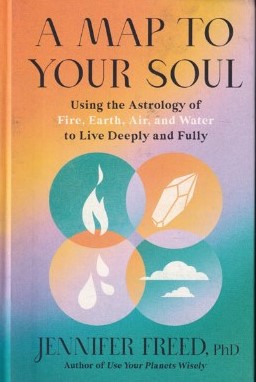 A MAP TO
YOUR SOUL
Using the Astrology of
Fire, Earth, Air, and Water
to Live Deeply and Fully
JENNIFER FREED, PhD
Author of Use Your Planets Wisely